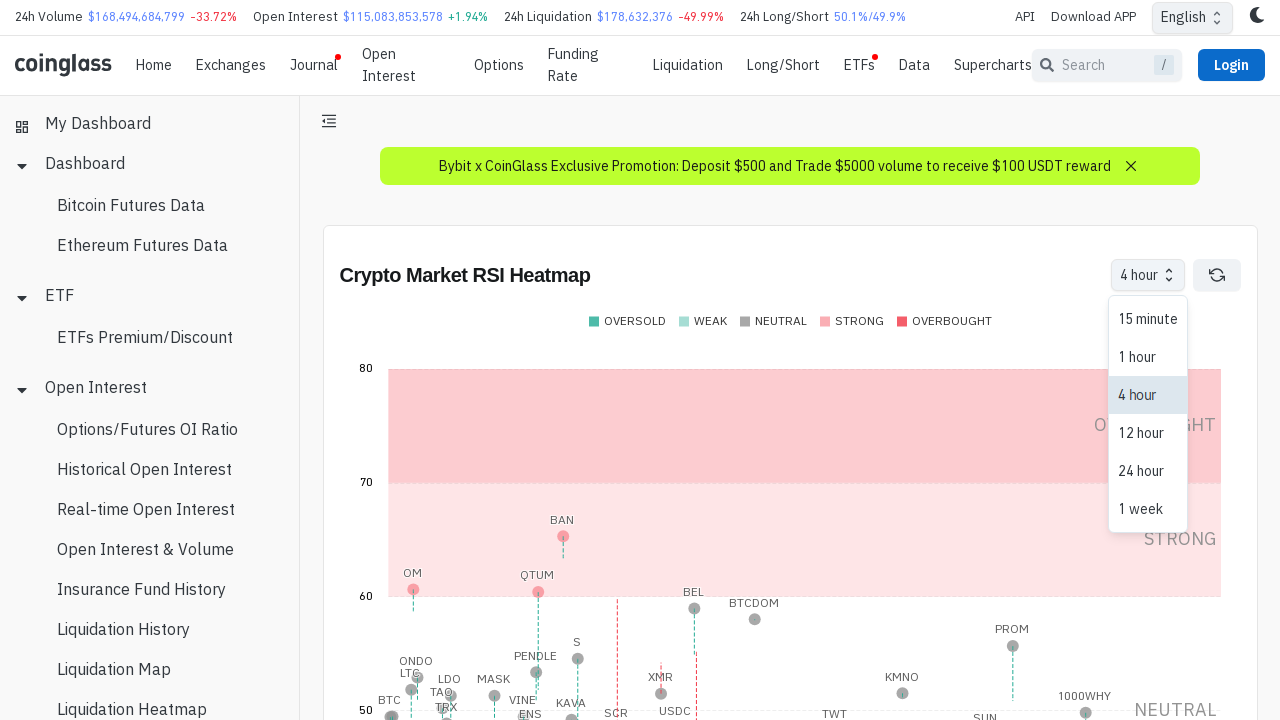 24h Volume $168,494,684,799 -33.72% Open Interest $115,083,853,578 +1.94% 24h Liquidation $178,632,376 -49.99% 24h Long/Short 50.1%/49.9% API Download APP English
coinglass Home Exchanges Journal Open Interest Options Funding Rate Liquidation Long/Short ETFs Data Supercharts Search / Login
My Dashboard
Dashboard
Bitcoin Futures Data
Ethereum Futures Data
ETF
ETFs Premium/Discount
Open Interest
Options/Futures OI Ratio
Historical Open Interest
Real-time Open Interest
Open Interest & Volume
Insurance Fund History
Liquidation History
Liquidation Map
Liquidation Heatmap
Bybit x CoinGlass Exclusive Promotion: Deposit $500 and Trade $5000 volume to receive $100 USDT reward
Crypto Market RSI Heatmap
4 hour
15 minute
1 hour
4 hour
12 hour
24 hour
1 week
OVERSOLD WEAK NEUTRAL STRONG OVERBOUGHT
80
70
STRONG
BAN
OM
QTUM
60
BEL
BTCDOM
PROM
S
ONDO
PENDLE
LTC
LDO
MASK
XMR
KMNO
TAO
BTC
VINE
KAVA
1000WHY
TRX
ENS
SCR
USDC
TWT
SUN
50
NEUTRAL